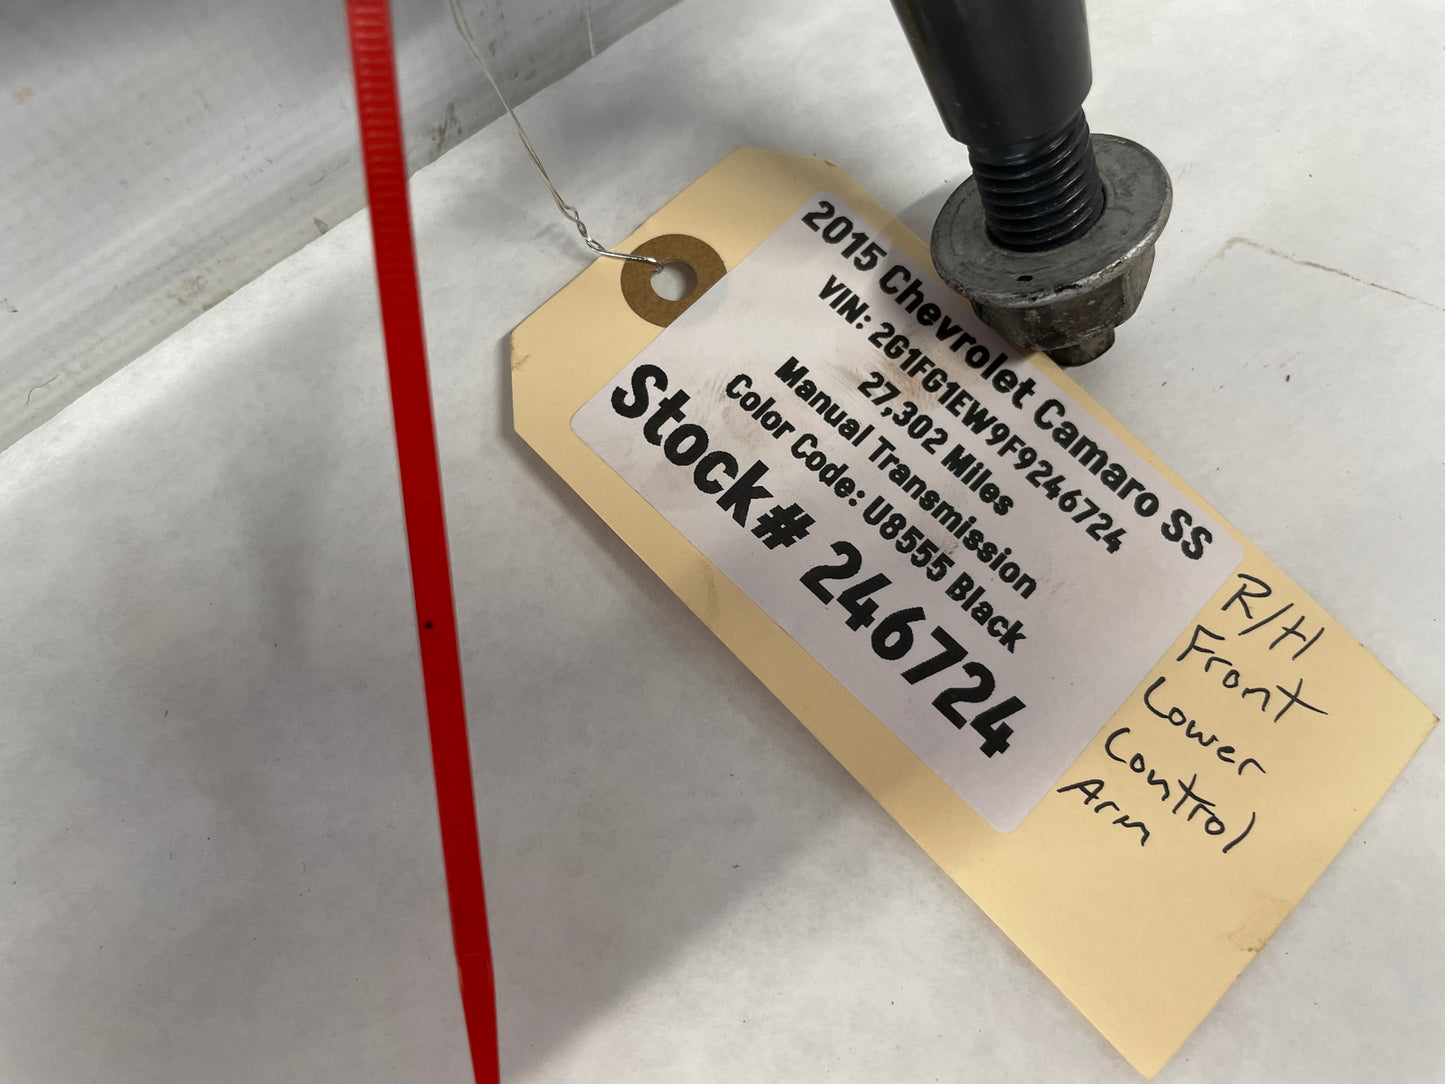 2015 Chevrolet Camaro SS
VIN: 2G1FG1EW9F9246724
27,302 Miles
Manual Transmission
Color Code: U8555 Black
Stock# 246724
R/H
Front
Lower
Control
Arm